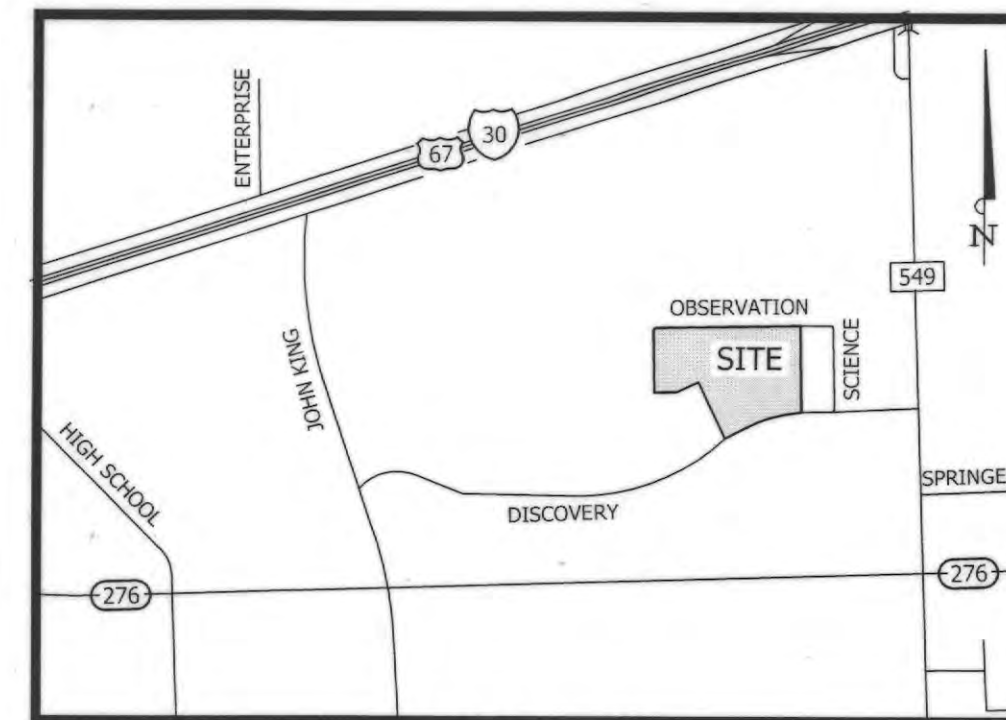 ENTERPRISE
30
67
N
549
OBSERVATION
SITE
SCIENCE
JOHN KING
HIGH SCHOOL
SPRINGE
DISCOVERY
276
276